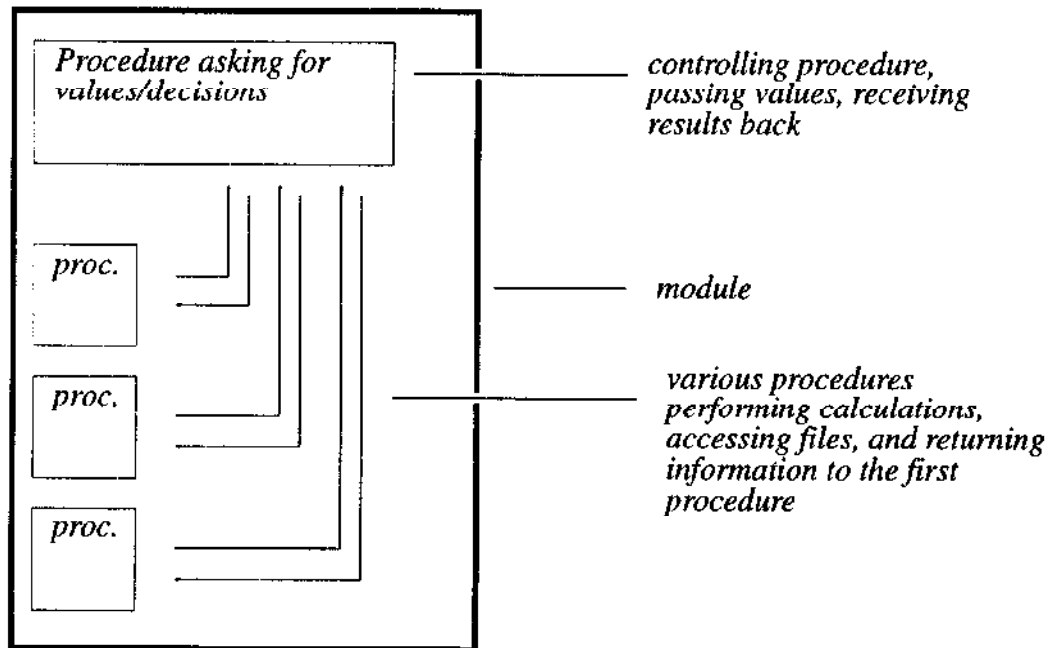 Procedure asking for
values/decisions
controlling procedure,
passing values, receiving
results back
proc.
module
proc.
various procedures
performing calculations,
accessing files, and returning
information to the first
procedure
proc.